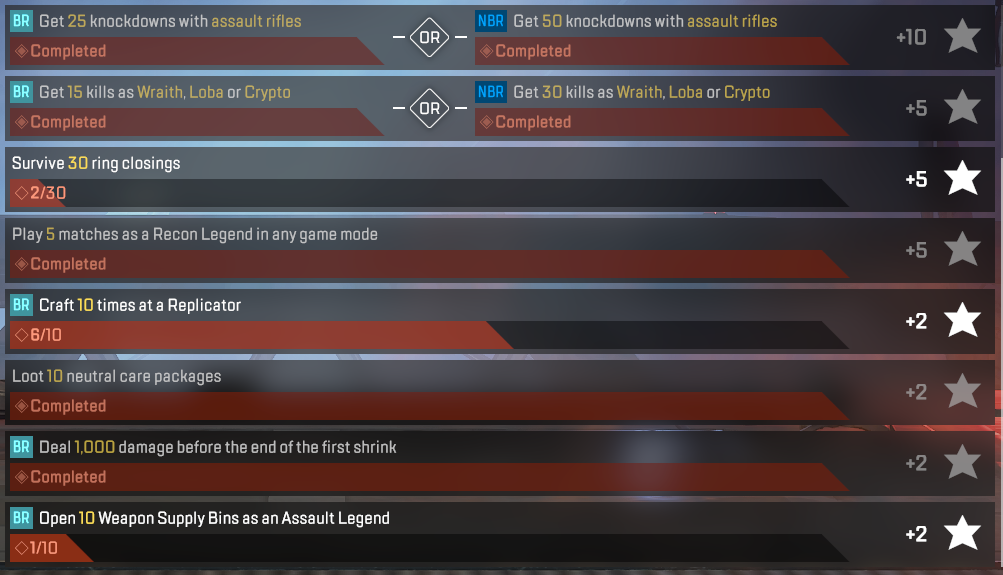 BR Get 25 knockdowns with assault rifles
Completed
OR
NBR Get 50 knockdowns with assault rifles
Completed
+10
BR Get 15 kills as Wraith, Loba or Crypto
Completed
OR
NBR Get 30 kills as Wraith, Loba or Crypto
Completed
+5
Survive 30 ring closings
2/30
+5
Play 5 matches as a Recon Legend in any game mode
Completed
+5
BR Craft 10 times at a Replicator
6/10
+2
Loot 10 neutral care packages
Completed
+2
BR Deal 1,000 damage before the end of the first shrink
Completed
+2
BR Open 10 Weapon Supply Bins as an Assault Legend
1/10
+2